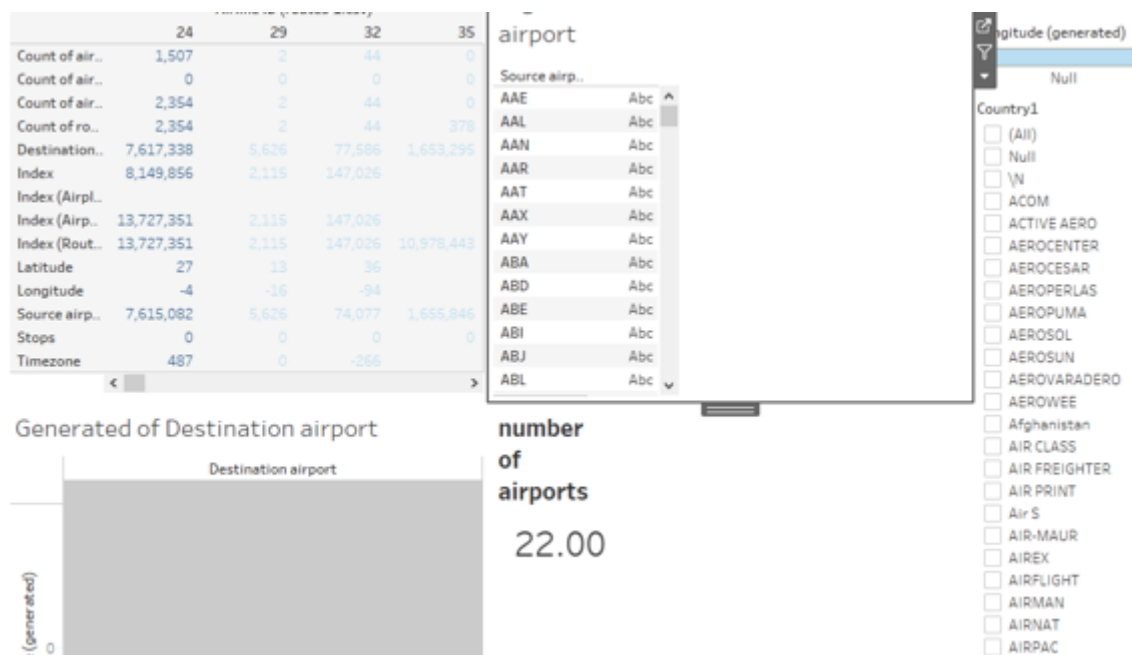 24 29 32 35
Count of air.. 1,507 2 44 0
Count of air.. 0 0 0 0
Count of air.. 2,354 2 44 0
Count of ro... 2,354 2 44 378
Destination.. 7,617,338 5,626 77,586 1,653,295
Index 8,149,856 2,115 147,026
Index (Airpl..
Index (Airp.. 13,727,351 2,115 147,026
Index (Rout.. 13,727,351 2,115 147,026 10,978,443
Latitude 27 13 36
Longitude -4 -16 -94
Source airp.. 7,615,082 5,626 74,077 1,655,846
Stops 0 0 0 0
Timezone 487 0 -266
airport
Source airp..
AAE Abc
AAL Abc
AAN Abc
AAR Abc
AAT Abc
AAX Abc
AAY Abc
ABA Abc
ABD Abc
ABE Abc
ABI Abc
ABJ Abc
ABL Abc
gitude (generated)
Null
Country1
(All)
Null
\N
ACOM
ACTIVE AERO
AEROCENTER
AEROCESAR
AEROPERLAS
AEROPUMA
AEROSOL
AEROSUN
AEROVARADERO
AEROWEE
Afghanistan
AIR CLASS
AIR FREIGHTER
AIR PRINT
Air S
AIR-MAUR
AIREX
AIRFLIGHT
AIRMAN
AIRNAT
AIRPAC
Generated of Destination airport
Destination airport
(generated)
0
number
of
airports
22.00